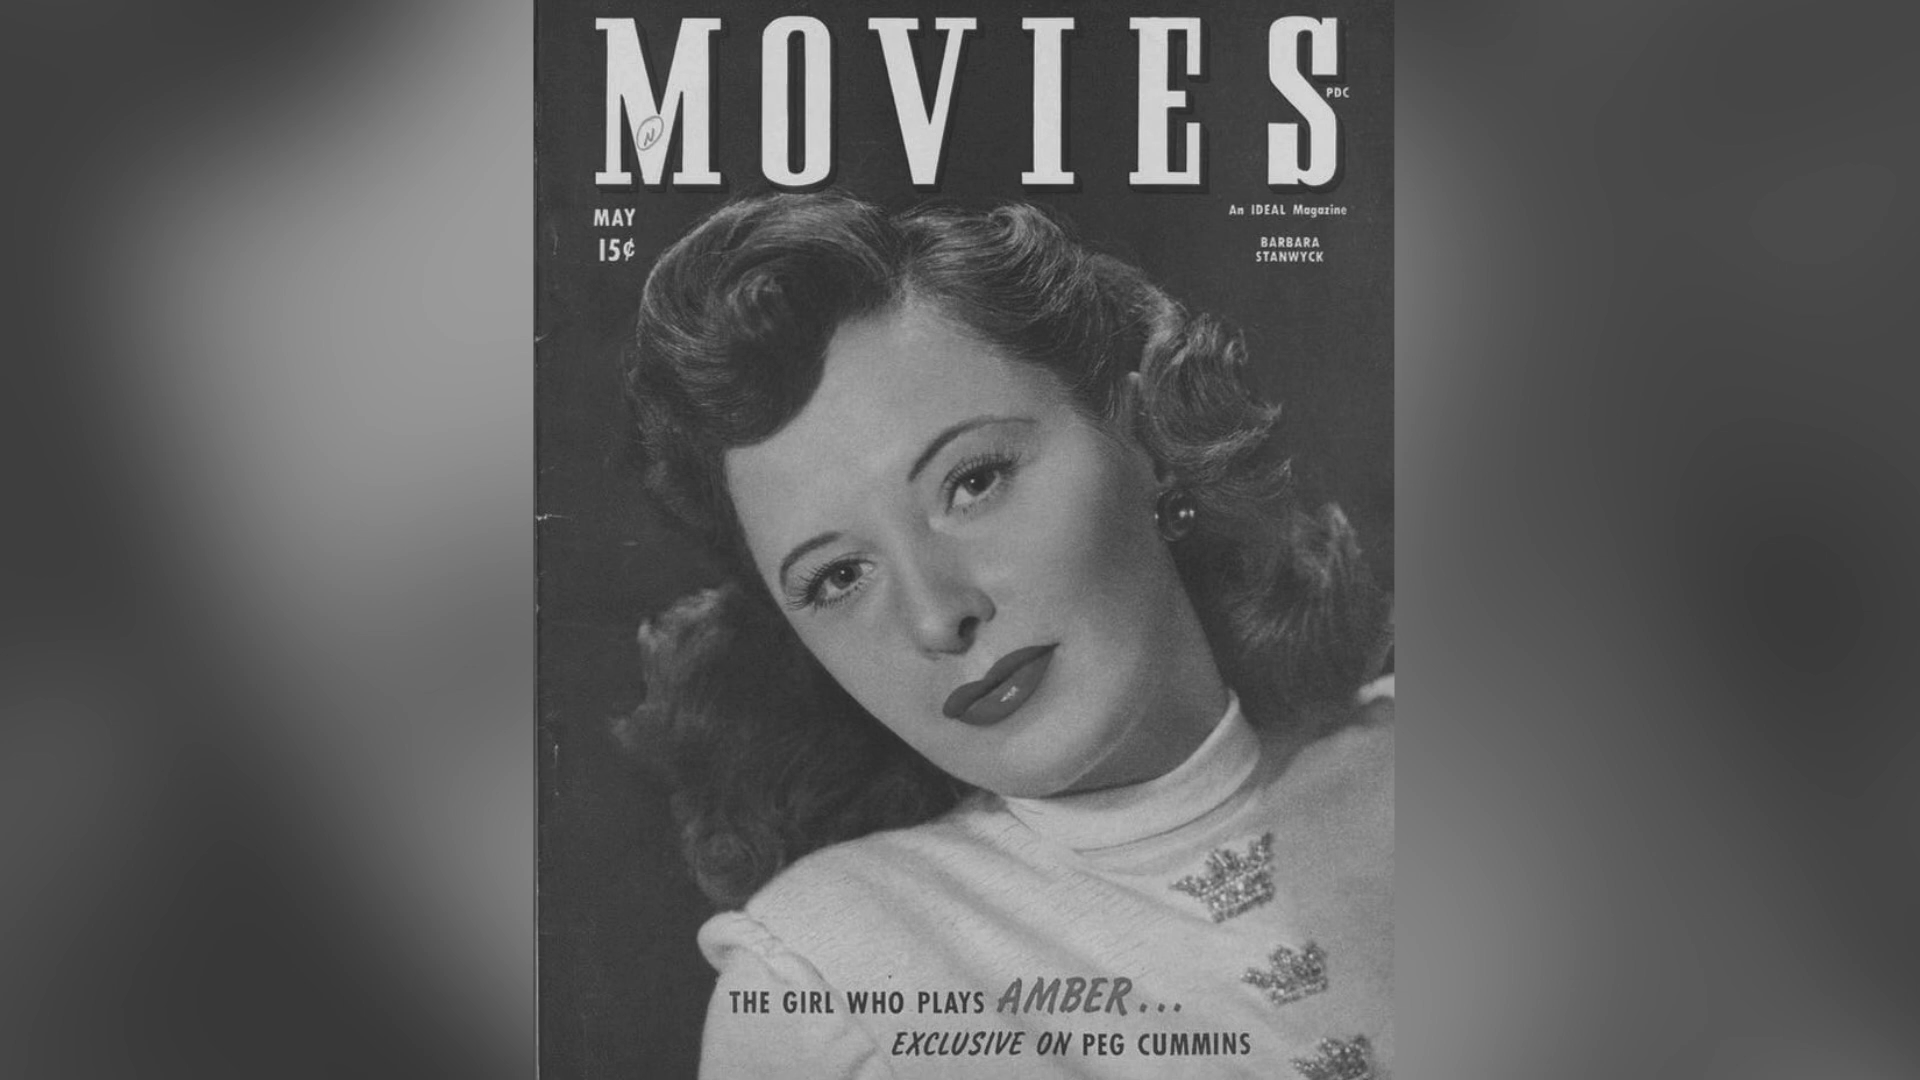 MOVIES
PDC
N
MAY
15¢
An IDEAL Magazine
BARBARA
STANWYCK
THE GIRL WHO PLAYS AMBER...
EXCLUSIVE ON PEG CUMMINS